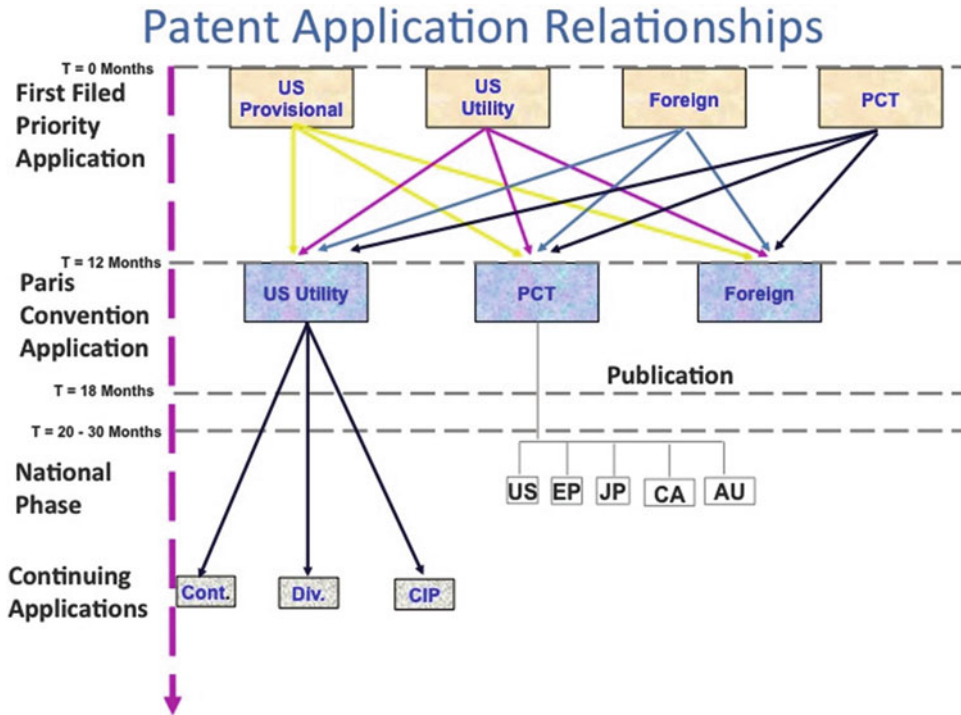 Patent Application Relationships
T = 0 Months
First Filed
Priority
Application
US
Provisional
US
Utility
Foreign
PCT
T = 12 Months
Paris
Convention
Application
US Utility
PCT
Foreign
Publication
T = 18 Months
T = 20 - 30 Months
National
Phase
US
EP
JP
CA
AU
Continuing
Applications
Cont.
Div.
CIP